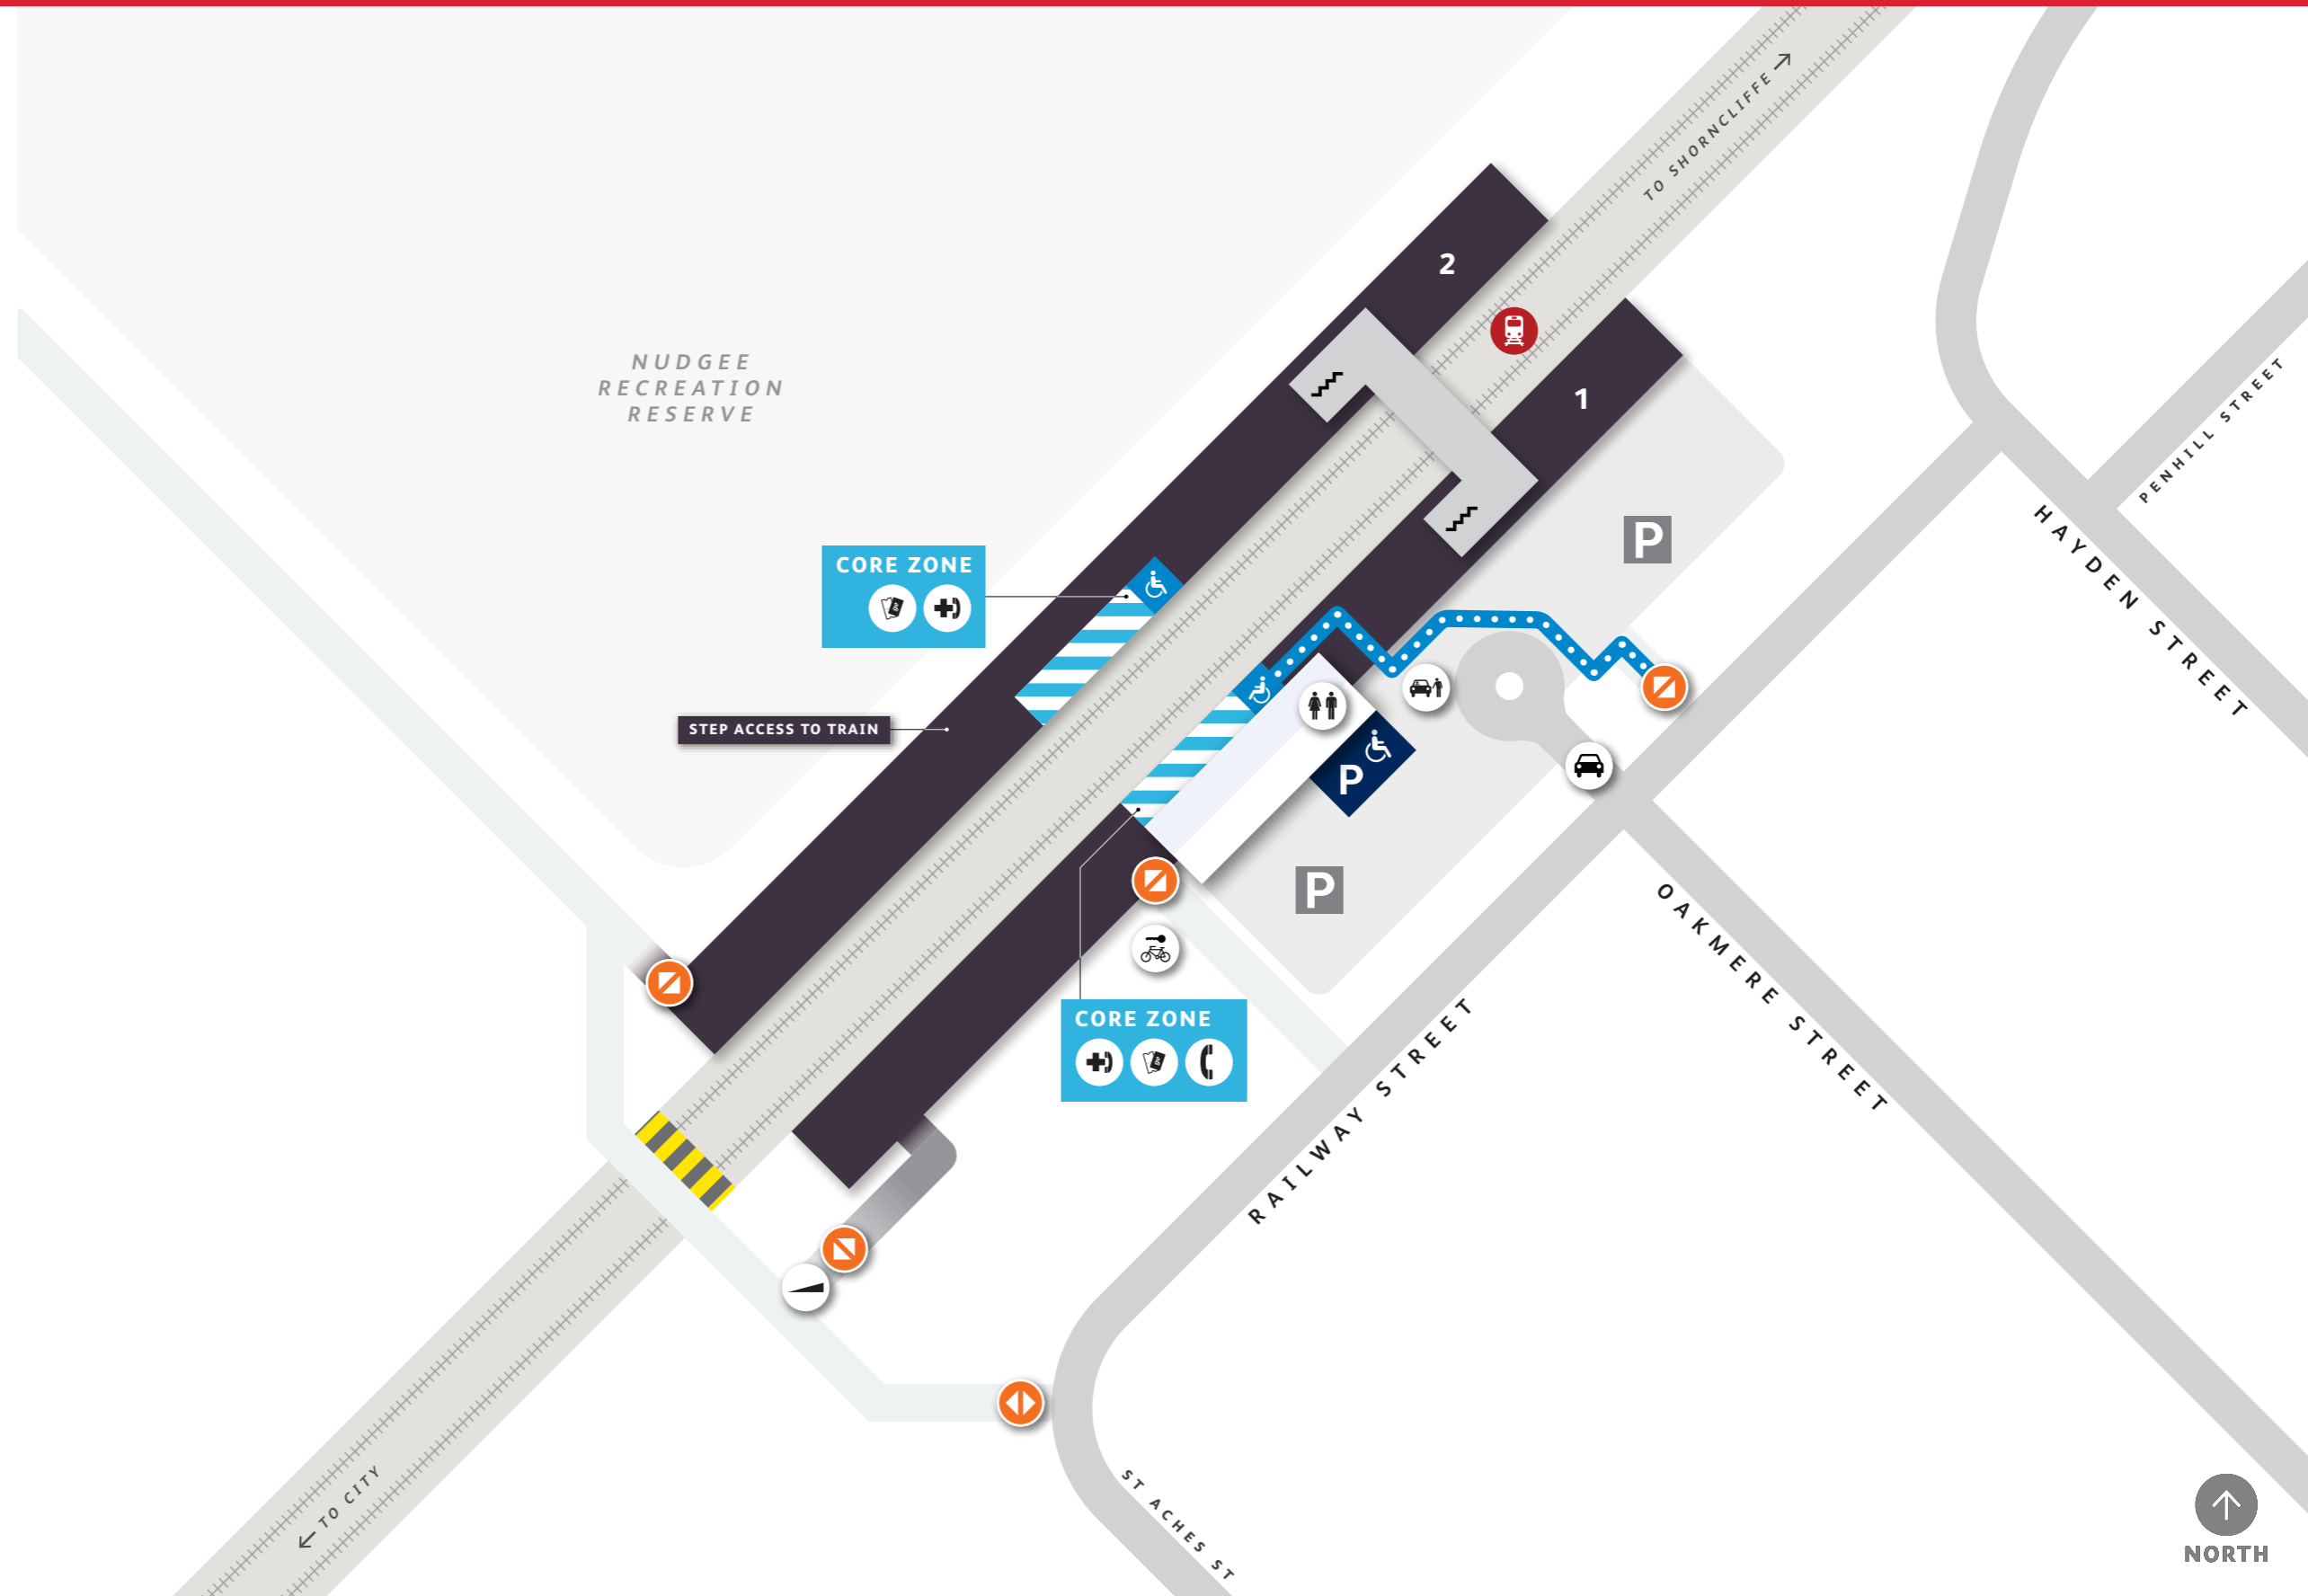 TO SHORNCLIFFE
2
1
NUDGEE
RECREATION
RESERVE
PENHILL STREET
HAYDEN STREET
P
CORE ZONE
STEP ACCESS TO TRAIN
P
P
OAKMERE STREET
CORE ZONE
RAILWAY STREET
TO CITY
ST ACHES ST
NORTH